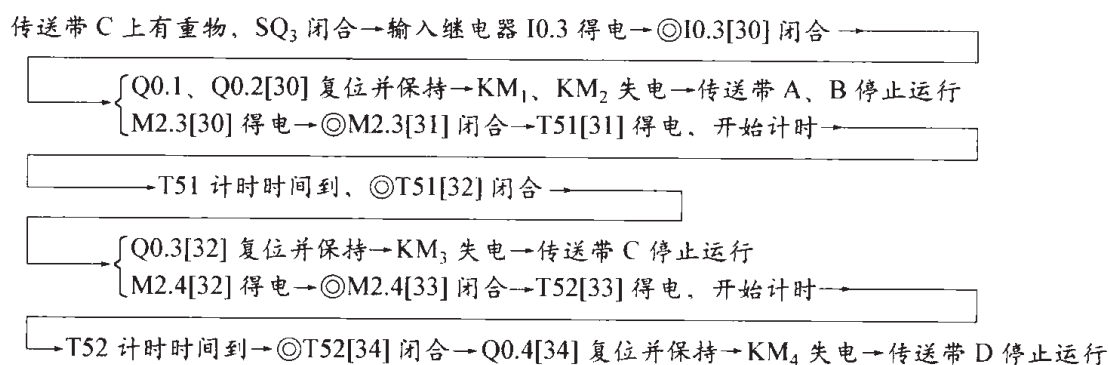 传送带 C 上有重物、SQ₃ 闭合→输入继电器 I0.3 得电→◎I0.3[30] 闭合→
Q0.1、Q0.2[30] 复位并保持→KM₁、KM₂ 失电→传送带 A、B 停止运行
M2.3[30] 得电→◎M2.3[31] 闭合→T51[31] 得电、开始计时→
→T51 计时时间到、◎T51[32] 闭合→
Q0.3[32] 复位并保持→KM₃ 失电→传送带 C 停止运行
M2.4[32] 得电→◎M2.4[33] 闭合→T52[33] 得电、开始计时→
→T52 计时时间到→◎T52[34] 闭合→Q0.4[34] 复位并保持→KM₄ 失电→传送带 D 停止运行